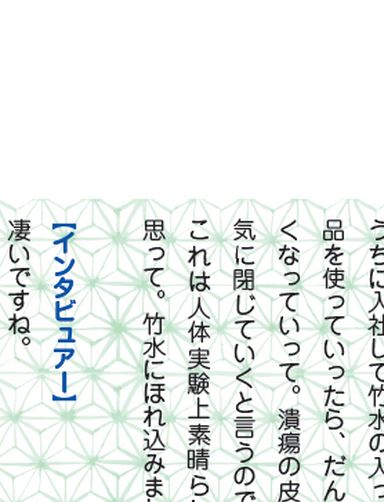 うちに入社して竹水の入っ
品を使っていったら、だん
くなっていって。潰瘍の皮
気に閉じていくと言うので
これは人体実験上素晴らし
思って。竹水にほれ込みま
【インタビュアー】
凄いですね。